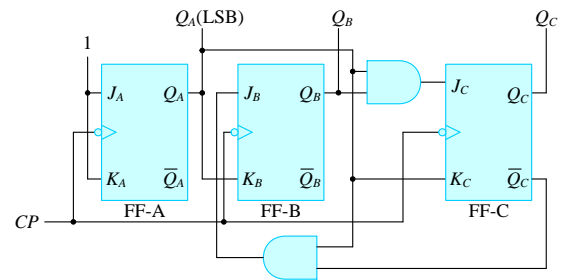 Q_A(LSB) Q_B Q_C
1
J_A Q_A J_B Q_B J_C Q_C
K_A Q̅_A K_B Q̅_B K_C Q̅_C
CP FF-A FF-B FF-C